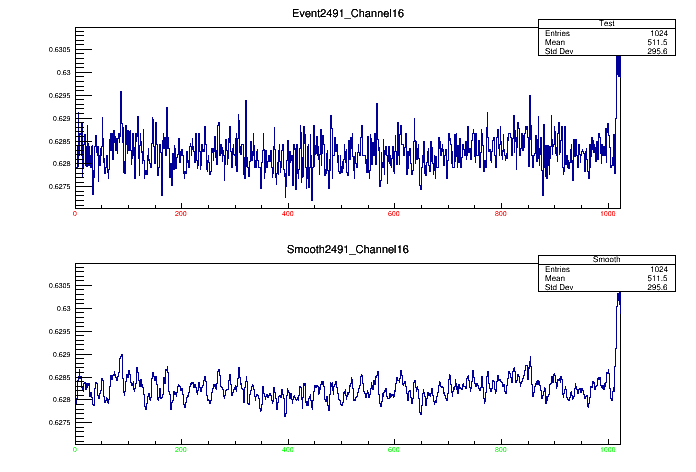 Event2491_Channel16
Test
Entries 1024
Mean 511.5
Std Dev 295.6
0.6305
0.63
0.6295
0.629
0.6285
0.628
0.6275
0 200 400 600 800 1000
Smooth2491_Channel16
Smooth
Entries 1024
Mean 511.5
Std Dev 295.6
0.6305
0.63
0.6295
0.629
0.6285
0.628
0.6275
0 200 400 600 800 1000